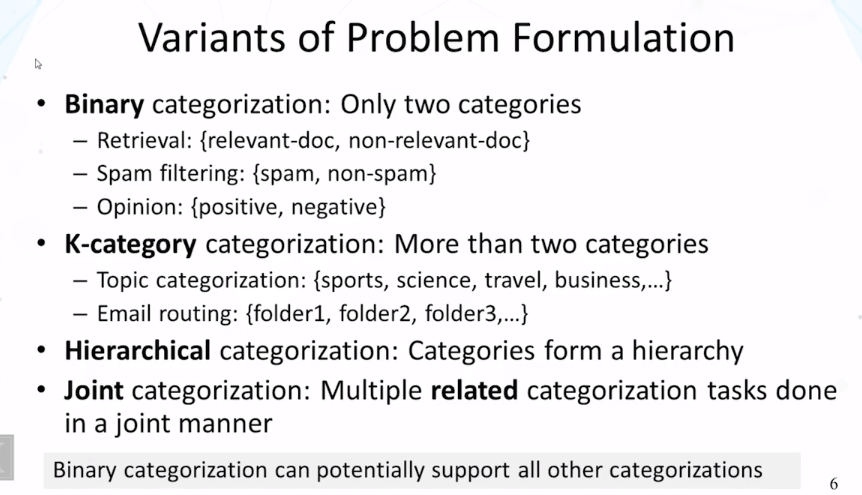 Variants of Problem Formulation
• Binary categorization: Only two categories
– Retrieval: {relevant-doc, non-relevant-doc}
– Spam filtering: {spam, non-spam}
– Opinion: {positive, negative}
• K-category categorization: More than two categories
– Topic categorization: {sports, science, travel, business,...}
– Email routing: {folder1, folder2, folder3,...}
• Hierarchical categorization: Categories form a hierarchy
• Joint categorization: Multiple related categorization tasks done
in a joint manner
Binary categorization can potentially support all other categorizations
6